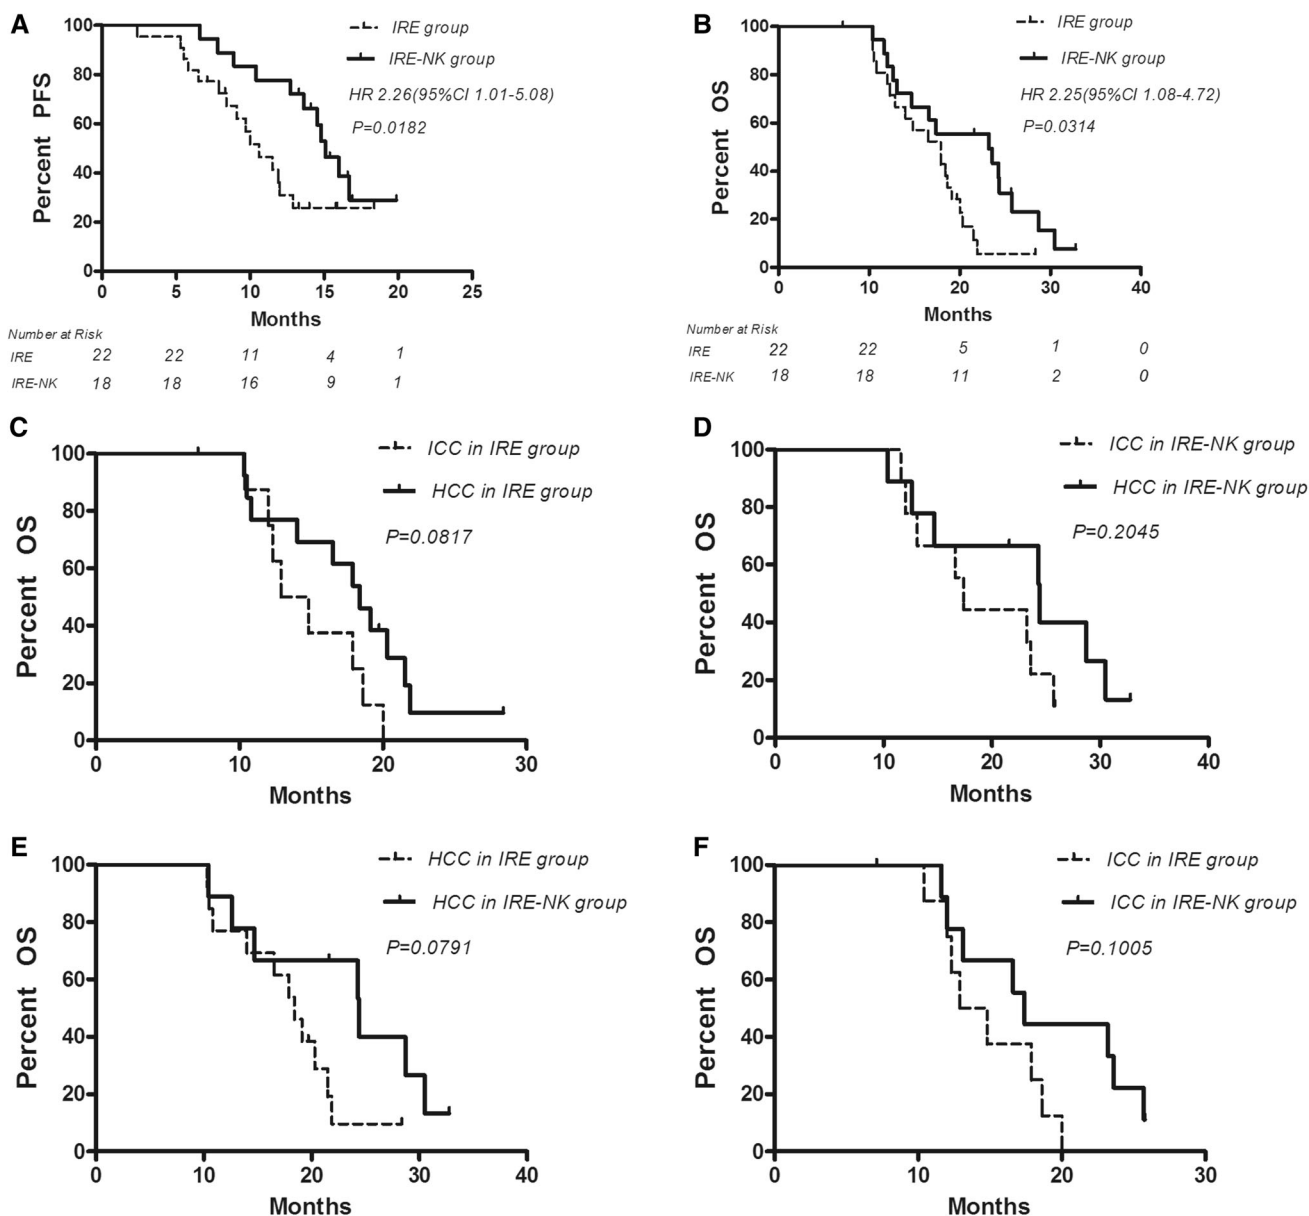 A
Percent PFS
100
80
60
40
20
0
0 5 10 15 20 25
Months
IRE group
IRE-NK group
HR 2.26(95%CI 1.01-5.08)
P=0.0182
Number at Risk
IRE 22 22 11 4 1
IRE-NK 18 18 16 9 1
B
Percent OS
100
80
60
40
20
0
0 10 20 30 40
Months
IRE group
IRE-NK group
HR 2.25(95%CI 1.08-4.72)
P=0.0314
Number at Risk
IRE 22 22 5 1 0
IRE-NK 18 18 11 2 0
C
Percent OS
100
80
60
40
20
0
0 10 20 30
Months
ICC in IRE group
HCC in IRE group
P=0.0817
D
Percent OS
100
80
60
40
20
0
0 10 20 30 40
Months
ICC in IRE-NK group
HCC in IRE-NK group
P=0.2045
E
Percent OS
100
80
60
40
20
0
0 10 20 30 40
Months
HCC in IRE group
HCC in IRE-NK group
P=0.0791
F
Percent OS
100
80
60
40
20
0
0 10 20 30
Months
ICC in IRE group
ICC in IRE-NK group
P=0.1005